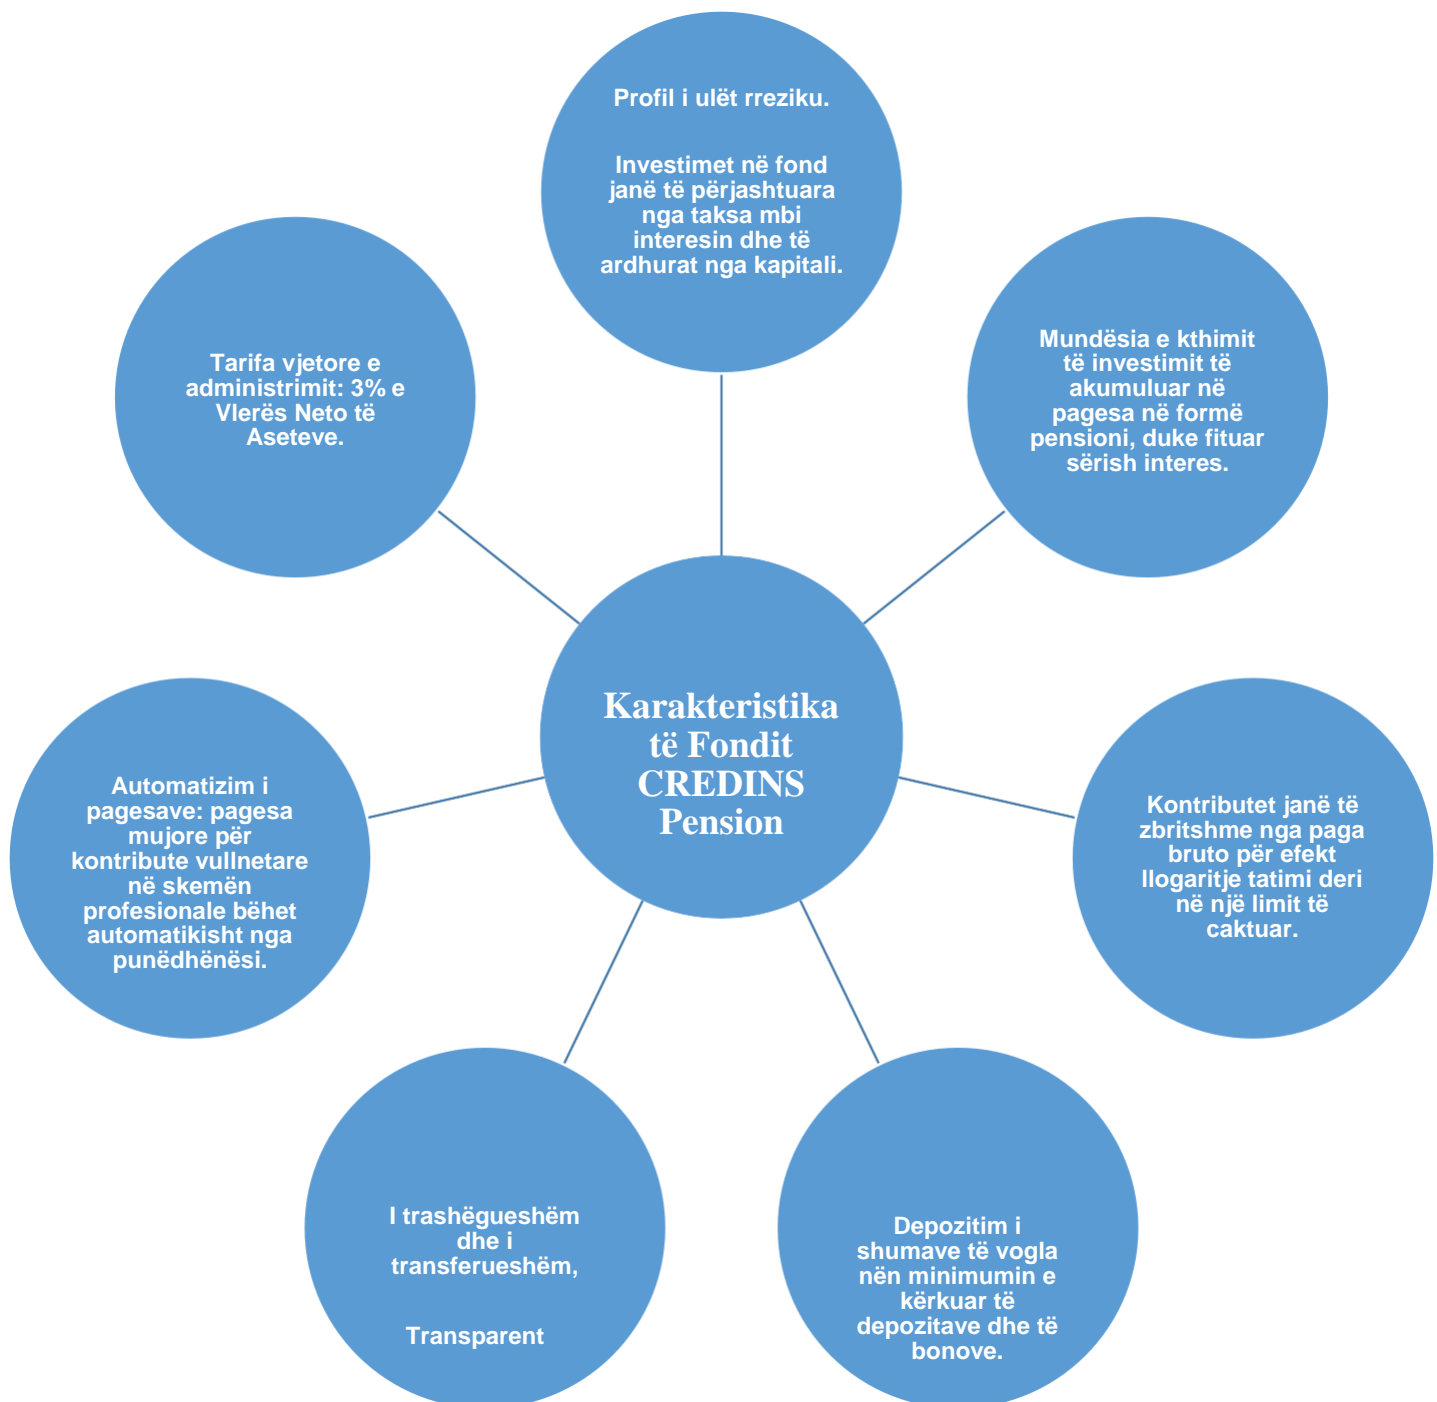 Profil i ulët rreziku.
Investimet në fond
janë të përjashtuara
nga taksa mbi
interesin dhe të
ardhurat nga kapitali.
Mundësia e kthimit
të investimit të
akumuluar në
pagesa në formë
pensioni, duke fituar
sërish interes.
Kontributet janë të
zbritshme nga paga
bruto për efekt
llogaritje tatimi deri
në një limit të
caktuar.
Depozitim i
shumave të vogla
nën minimumin e
kërkuar të
depozitave dhe të
bonove.
I trashëgueshëm
dhe i
transferueshëm,
Transparent
Automatizim i
pagesave: pagesa
mujore për
kontribute vullnetare
në skemën
profesionale bëhet
automatikisht nga
punëdhënësi.
Tarifa vjetore e
administrimit: 3% e
Vlerës Neto të
Aseteve.
Karakteristika
të Fondit
CREDINS
Pension